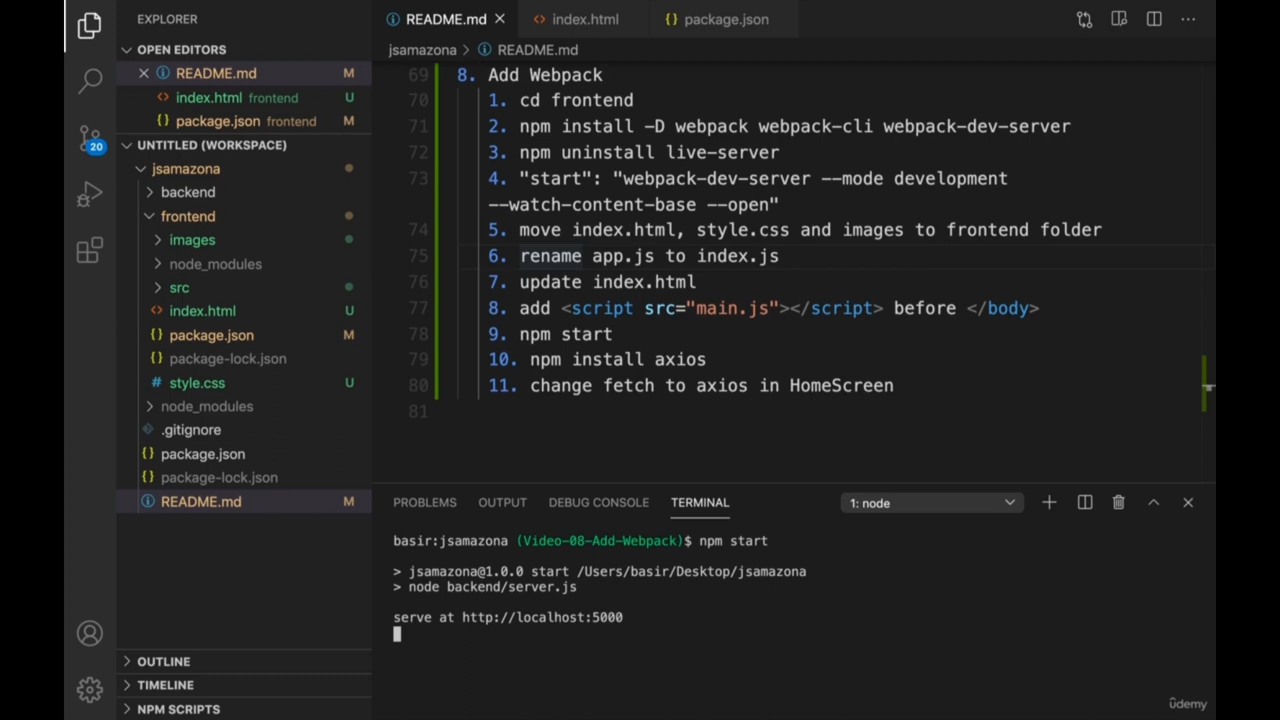 EXPLORER
OPEN EDITORS
README.md M
index.html frontend U
package.json frontend M
20
UNTITLED (WORKSPACE)
jsamazona
backend
frontend
images
node_modules
src
index.html U
package.json M
package-lock.json
style.css U
node_modules
.gitignore
package.json
package-lock.json
README.md M
OUTLINE
TIMELINE
NPM SCRIPTS
README.md index.html package.json
jsamazona > README.md
69 8. Add Webpack
70 1. cd frontend
71 2. npm install -D webpack webpack-cli webpack-dev-server
72 3. npm uninstall live-server
73 4. "start": "webpack-dev-server --mode development
--watch-content-base --open"
74 5. move index.html, style.css and images to frontend folder
75 6. rename app.js to index.js
76 7. update index.html
77 8. add <script src="main.js"></script> before </body>
78 9. npm start
79 10. npm install axios
80 11. change fetch to axios in HomeScreen
81
PROBLEMS OUTPUT DEBUG CONSOLE TERMINAL 1: node
basir:jsamazona (Video-08-Add-Webpack)$ npm start
> jsamazona@1.0.0 start /Users/basir/Desktop/jsamazona
> node backend/server.js
serve at http://localhost:5000
ûdemy